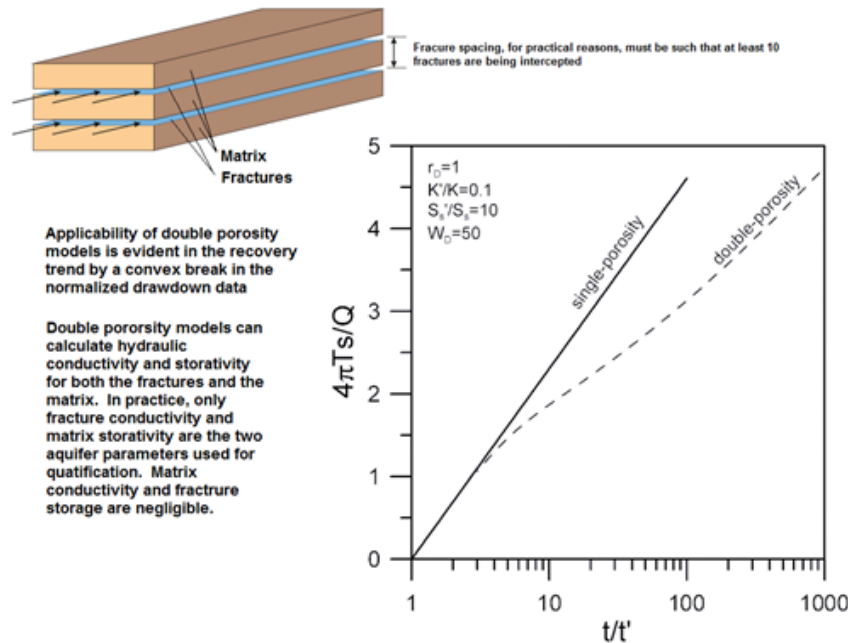 Fracure spacing, for practical reasons, must be such that at least 10
fractures are being intercepted
Matrix
Fractures
Applicability of double porosity
models is evident in the recovery
trend by a convex break in the
normalized drawdown data
Double pororsity models can
calculate hydraulic
conductivity and storativity
for both the fractures and the
matrix. In practice, only
fracture conductivity and
matrix storativity are the two
aquifer parameters used for
quatification. Matrix
conductivity and fractrure
storage are negligible.
5
4
3
2
1
0
4πTs/Q
r_D=1
K'/K=0.1
S_s'/S_s=10
W_D=50
single-porosity
double-porosity
1
10
100
1000
t/t'